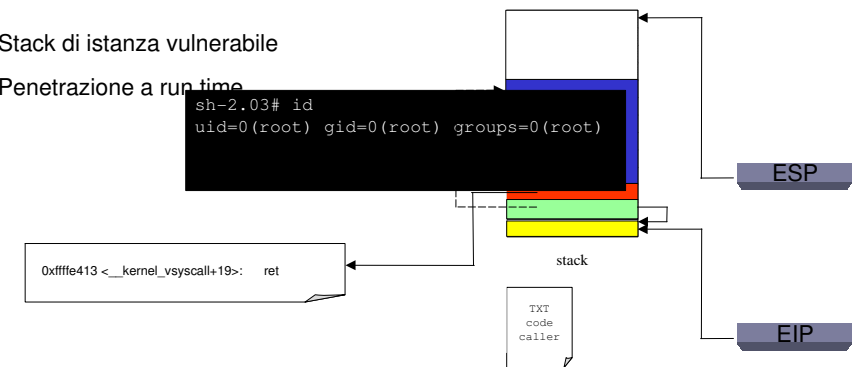 Stack di istanza vulnerabile
Penetrazione a run time
sh-2.03# id
uid=0(root) gid=0(root) groups=0(root)
ESP
0xffffe413 <__kernel_vsyscall+19>: ret
stack
TXT
code
caller
EIP